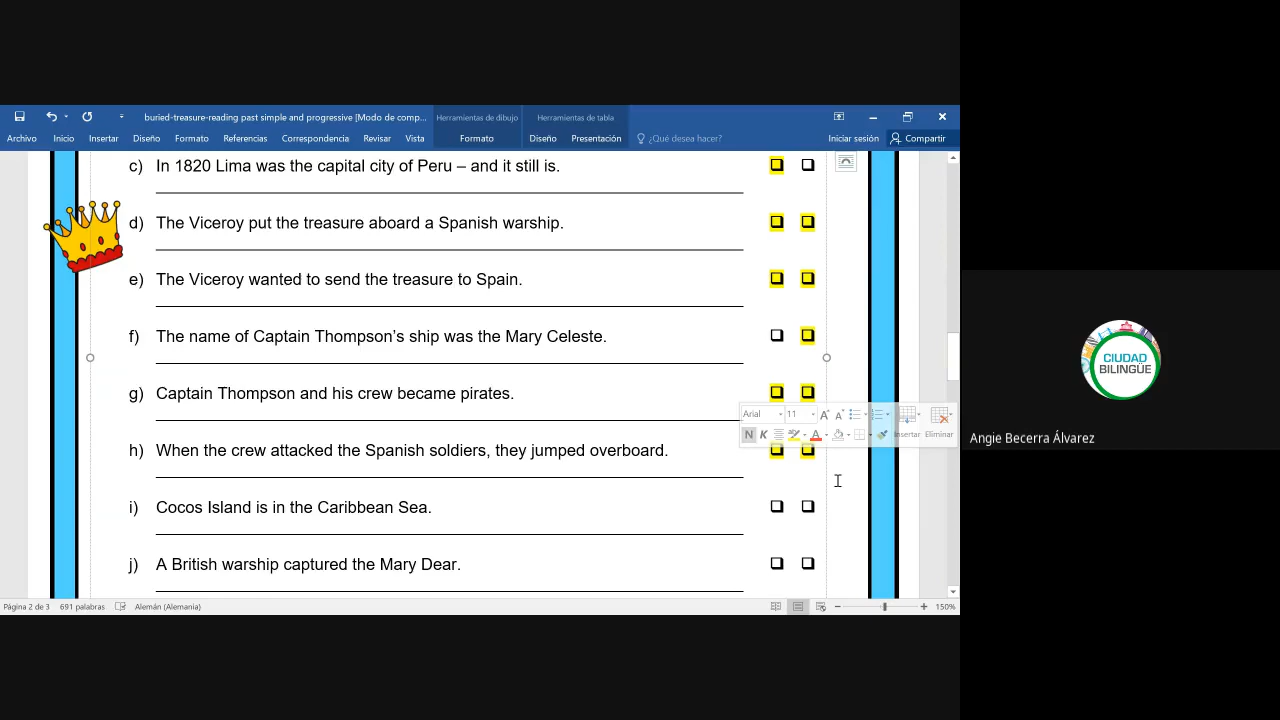 buried-treasure-reading past simple and progressive [Modo de comp...
Herramientas de dibujo
Herramientas de tabla
Archivo
Inicio
Insertar
Diseño
Formato
Referencias
Correspondencia
Revisar
Vista
Formato
Diseño
Presentación
¿Qué desea hacer?
Iniciar sesión
Compartir
c) In 1820 Lima was the capital city of Peru – and it still is.
d) The Viceroy put the treasure aboard a Spanish warship.
e) The Viceroy wanted to send the treasure to Spain.
f) The name of Captain Thompson's ship was the Mary Celeste.
g) Captain Thompson and his crew became pirates.
Arial 11
N K Insertar Eliminar
h) When the crew attacked the Spanish soldiers, they jumped overboard.
i) Cocos Island is in the Caribbean Sea.
j) A British warship captured the Mary Dear.
Página 2 de 3 691 palabras Alemán (Alemania) 150%
CIUDAD
BILINGÜE
Angie Becerra Álvarez